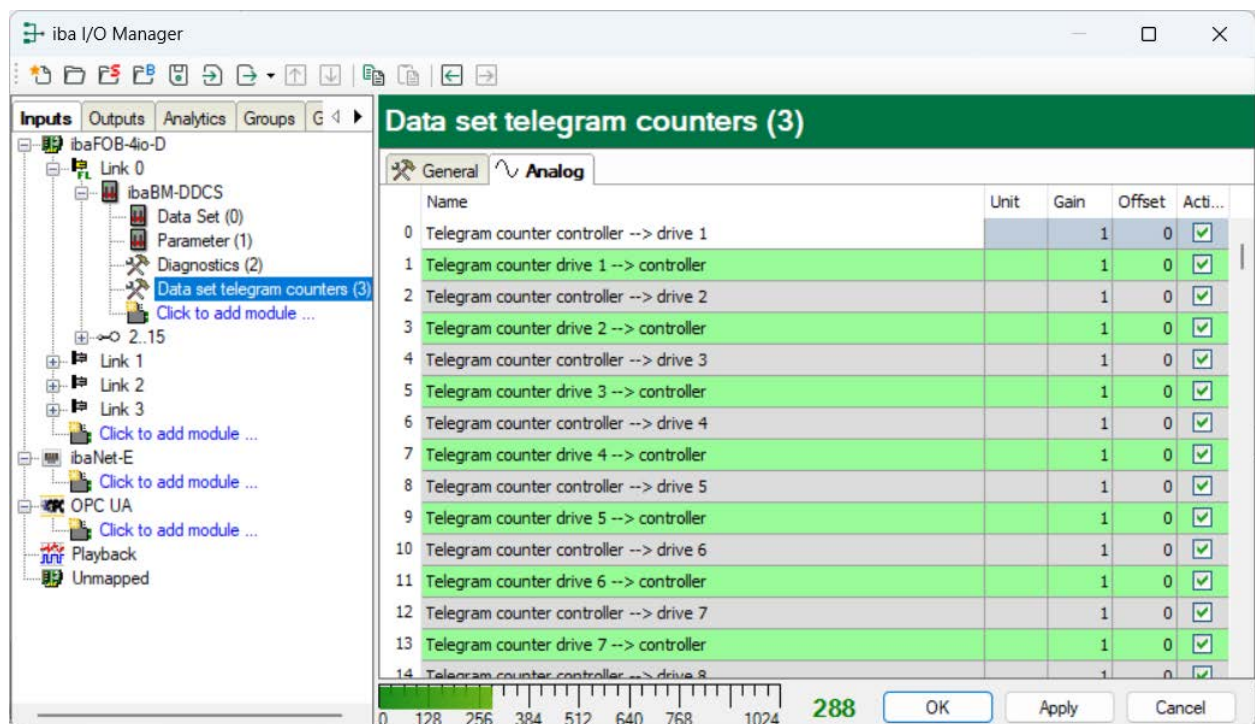 iba I/O Manager
Inputs Outputs Analytics Groups G
ibaFOB-4io-D
Link 0
ibaBM-DDCS
Data Set (0)
Parameter (1)
Diagnostics (2)
Data set telegram counters (3)
Click to add module ...
2..15
Link 1
Link 2
Link 3
Click to add module ...
ibaNet-E
Click to add module ...
OPC UA
Click to add module ...
Playback
Unmapped
Data set telegram counters (3)
General Analog
Name Unit Gain Offset Acti...
0 Telegram counter controller --> drive 1 1 0
1 Telegram counter drive 1 --> controller 1 0
2 Telegram counter controller --> drive 2 1 0
3 Telegram counter drive 2 --> controller 1 0
4 Telegram counter controller --> drive 3 1 0
5 Telegram counter drive 3 --> controller 1 0
6 Telegram counter controller --> drive 4 1 0
7 Telegram counter drive 4 --> controller 1 0
8 Telegram counter controller --> drive 5 1 0
9 Telegram counter drive 5 --> controller 1 0
10 Telegram counter controller --> drive 6 1 0
11 Telegram counter drive 6 --> controller 1 0
12 Telegram counter controller --> drive 7 1 0
13 Telegram counter drive 7 --> controller 1 0
14 Telegram counter controller --> drive 8 1 0
0 128 256 384 512 640 768 1024 288 OK Apply Cancel